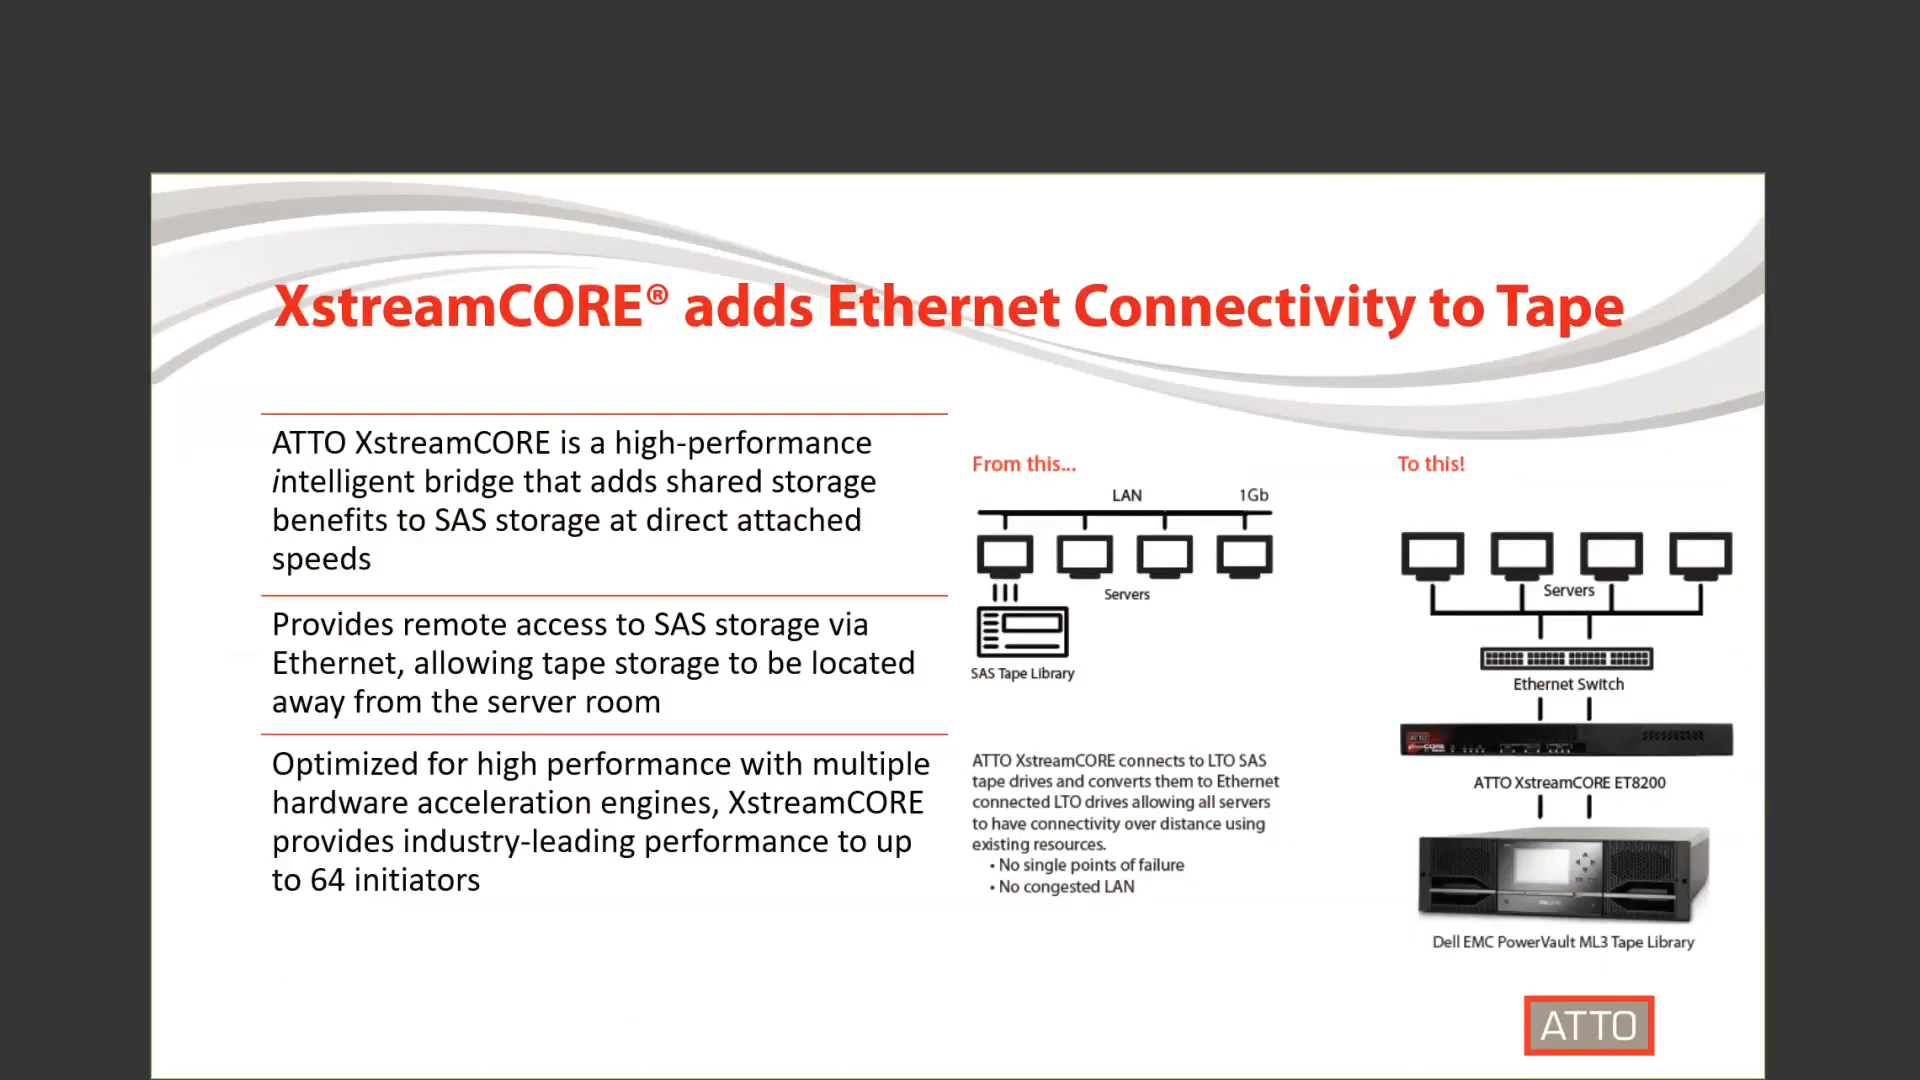 XstreamCORE® adds Ethernet Connectivity to Tape
ATTO XstreamCORE is a high-performance
intelligent bridge that adds shared storage
benefits to SAS storage at direct attached
speeds
Provides remote access to SAS storage via
Ethernet, allowing tape storage to be located
away from the server room
Optimized for high performance with multiple
hardware acceleration engines, XstreamCORE
provides industry-leading performance to up
to 64 initiators
From this...
LAN 1Gb
Servers
SAS Tape Library
ATTO XstreamCORE connects to LTO SAS
tape drives and converts them to Ethernet
connected LTO drives allowing all servers
to have connectivity over distance using
existing resources.
• No single points of failure
• No congested LAN
To this!
Servers
Ethernet Switch
ATTO XstreamCORE ET8200
Dell EMC PowerVault ML3 Tape Library
ATTO